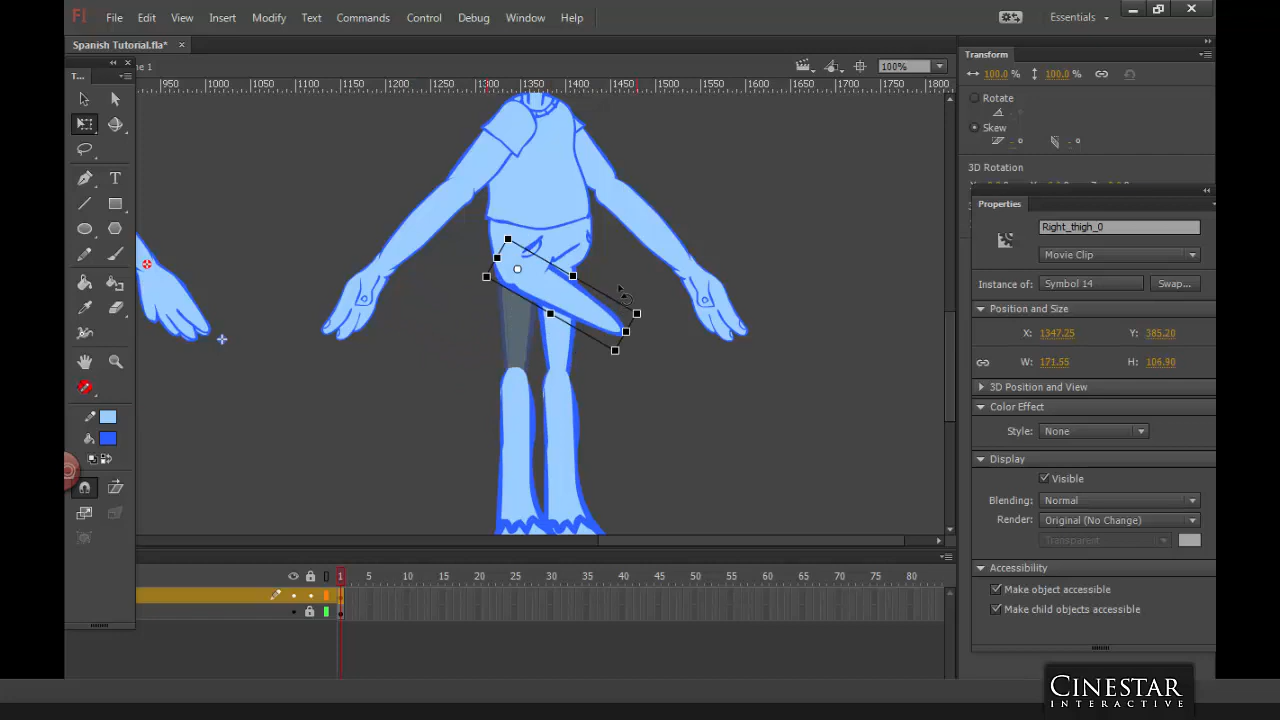 Fl File Edit View Insert Modify Text Commands Control Debug Window Help Essentials
Spanish Tutorial.fla* ×
T...
ne 1
100%
950 1000 1050 1100 1150 1200 1250 1300 1350 1400 1450 1500 1550 1600 1650 1700 1750 1800
Transform
100.0 % 100.0 %
Rotate
Skew
3D Rotation
Properties
Right_thigh_0
Movie Clip
Instance of: Symbol 14 Swap...
Position and Size
X: 1347.25 Y: 385.20
W: 171.55 H: 106.90
3D Position and View
Color Effect
Style: None
Display
Visible
Blending: Normal
Render: Original (No Change)
Transparent
Accessibility
Make object accessible
Make child objects accessible
1 5 10 15 20 25 30 35 40 45 50 55 60 65 70 75 80
CINESTAR
INTERACTIVE